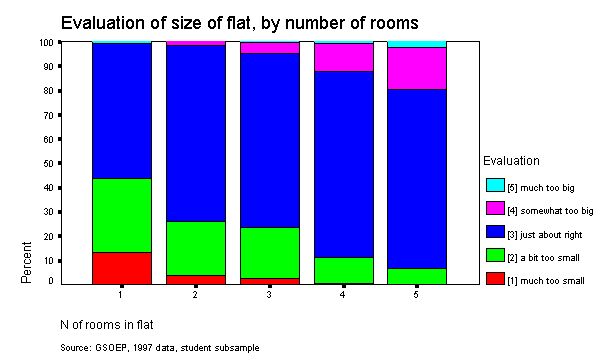 Evaluation of size of flat, by number of rooms
100
90
80
70
60
50
40
30
20
10
0
Percent
1 2 3 4 5
N of rooms in flat
Evaluation
[5] much too big
[4] somewhat too big
[3] just about right
[2] a bit too small
[1] much too small
Source: GSOEP, 1997 data, student subsample